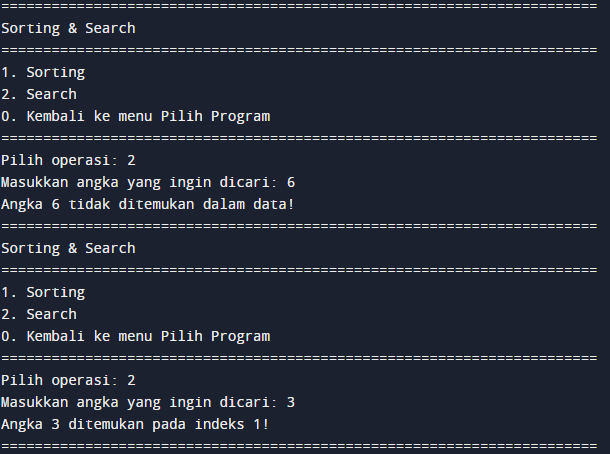 =======================================================================
Sorting & Search
=======================================================================
1. Sorting
2. Search
0. Kembali ke menu Pilih Program
=======================================================================
Pilih operasi: 2
Masukkan angka yang ingin dicari: 6
Angka 6 tidak ditemukan dalam data!
=======================================================================
Sorting & Search
=======================================================================
1. Sorting
2. Search
0. Kembali ke menu Pilih Program
=======================================================================
Pilih operasi: 2
Masukkan angka yang ingin dicari: 3
Angka 3 ditemukan pada indeks 1!
=======================================================================